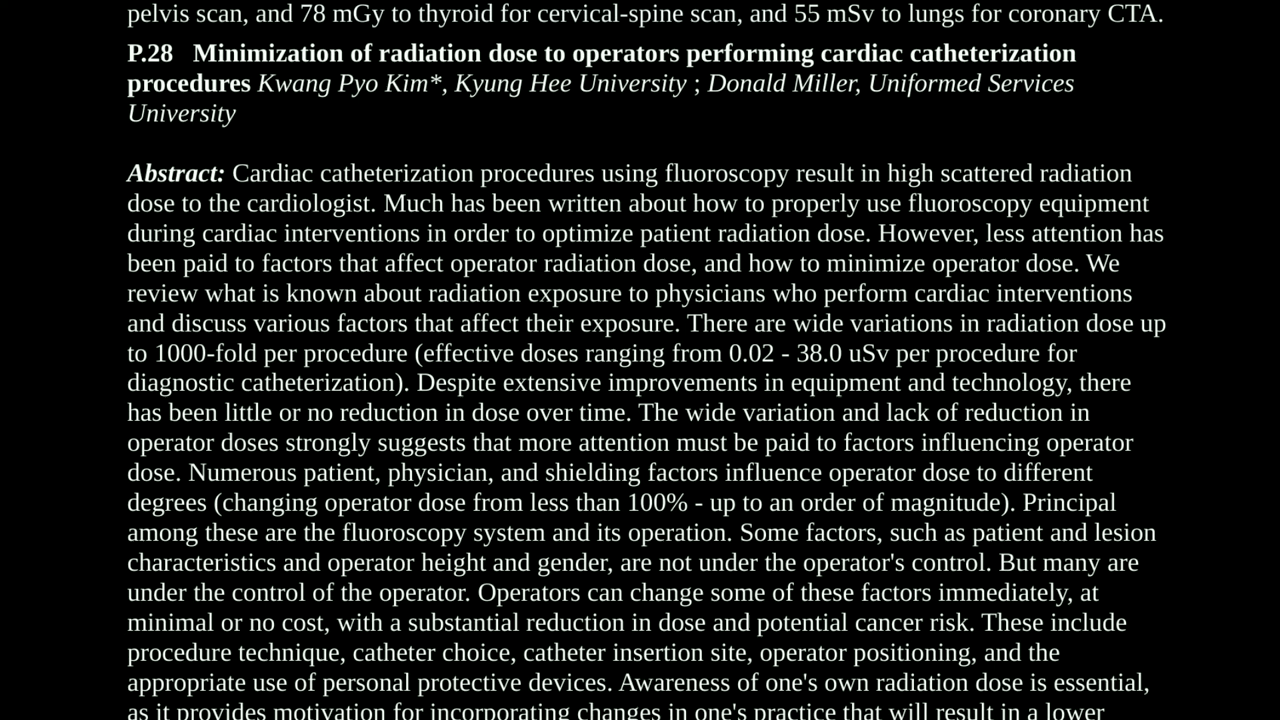 pelvis scan, and 78 mGy to thyroid for cervical-spine scan, and 55 mSv to lungs for coronary CTA.
P.28 Minimization of radiation dose to operators performing cardiac catheterization
procedures Kwang Pyo Kim*, Kyung Hee University ; Donald Miller, Uniformed Services
University
Abstract: Cardiac catheterization procedures using fluoroscopy result in high scattered radiation
dose to the cardiologist. Much has been written about how to properly use fluoroscopy equipment
during cardiac interventions in order to optimize patient radiation dose. However, less attention has
been paid to factors that affect operator radiation dose, and how to minimize operator dose. We
review what is known about radiation exposure to physicians who perform cardiac interventions
and discuss various factors that affect their exposure. There are wide variations in radiation dose up
to 1000-fold per procedure (effective doses ranging from 0.02 - 38.0 uSv per procedure for
diagnostic catheterization). Despite extensive improvements in equipment and technology, there
has been little or no reduction in dose over time. The wide variation and lack of reduction in
operator doses strongly suggests that more attention must be paid to factors influencing operator
dose. Numerous patient, physician, and shielding factors influence operator dose to different
degrees (changing operator dose from less than 100% - up to an order of magnitude). Principal
among these are the fluoroscopy system and its operation. Some factors, such as patient and lesion
characteristics and operator height and gender, are not under the operator's control. But many are
under the control of the operator. Operators can change some of these factors immediately, at
minimal or no cost, with a substantial reduction in dose and potential cancer risk. These include
procedure technique, catheter choice, catheter insertion site, operator positioning, and the
appropriate use of personal protective devices. Awareness of one's own radiation dose is essential,
as it provides motivation for incorporating changes in one's practice that will result in a lower